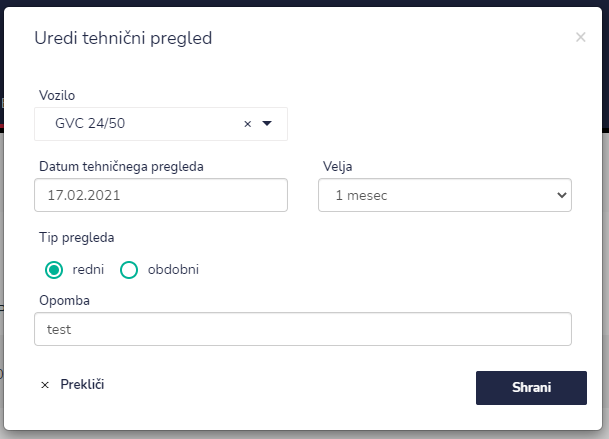 Uredi tehnični pregled
×
Vozilo
GVC 24/50 ×
Datum tehničnega pregleda Velja
17.02.2021 1 mesec
Tip pregleda
redni obdobni
Opomba
test
× Prekliči Shrani